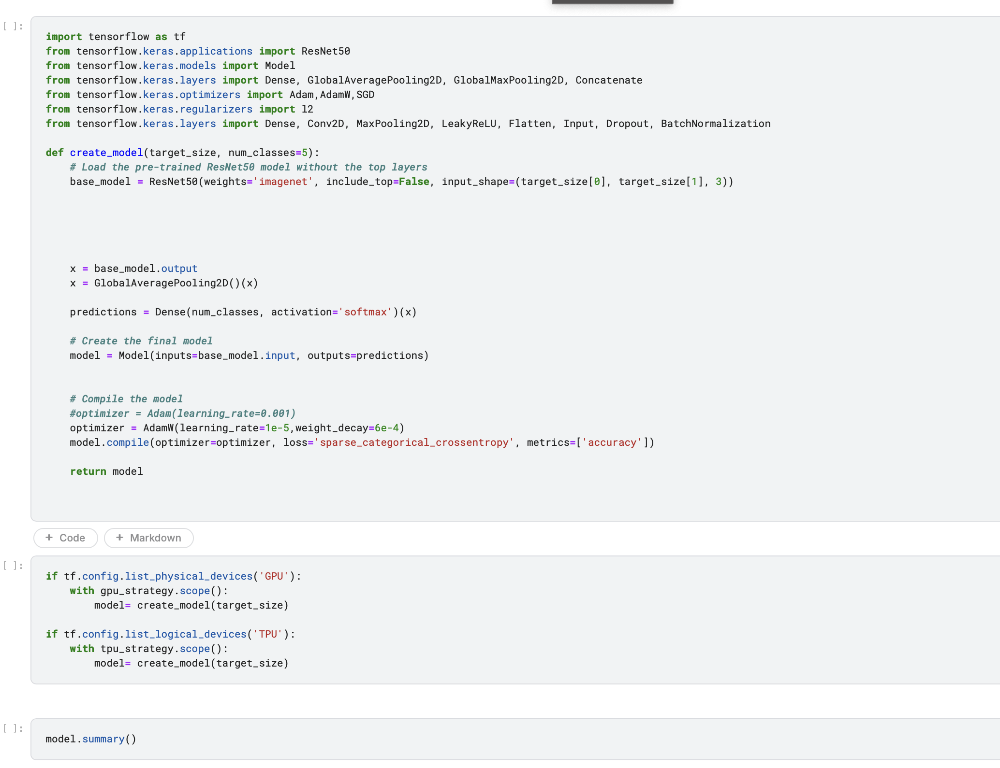 [ ]:
import tensorflow as tf
from tensorflow.keras.applications import ResNet50
from tensorflow.keras.models import Model
from tensorflow.keras.layers import Dense, GlobalAveragePooling2D, GlobalMaxPooling2D, Concatenate
from tensorflow.keras.optimizers import Adam,AdamW,SGD
from tensorflow.keras.regularizers import l2
from tensorflow.keras.layers import Dense, Conv2D, MaxPooling2D, LeakyReLU, Flatten, Input, Dropout, BatchNormalization
def create_model(target_size, num_classes=5):
    # Load the pre-trained ResNet50 model without the top layers
    base_model = ResNet50(weights='imagenet', include_top=False, input_shape=(target_size[0], target_size[1], 3))
    x = base_model.output
    x = GlobalAveragePooling2D()(x)
    predictions = Dense(num_classes, activation='softmax')(x)
    # Create the final model
    model = Model(inputs=base_model.input, outputs=predictions)
    # Compile the model
    #optimizer = Adam(learning_rate=0.001)
    optimizer = AdamW(learning_rate=1e-5,weight_decay=6e-4)
    model.compile(optimizer=optimizer, loss='sparse_categorical_crossentropy', metrics=['accuracy'])
    return model
+ Code + Markdown
[ ]:
if tf.config.list_physical_devices('GPU'):
    with gpu_strategy.scope():
        model= create_model(target_size)
if tf.config.list_logical_devices('TPU'):
    with tpu_strategy.scope():
        model= create_model(target_size)
[ ]:
model.summary()